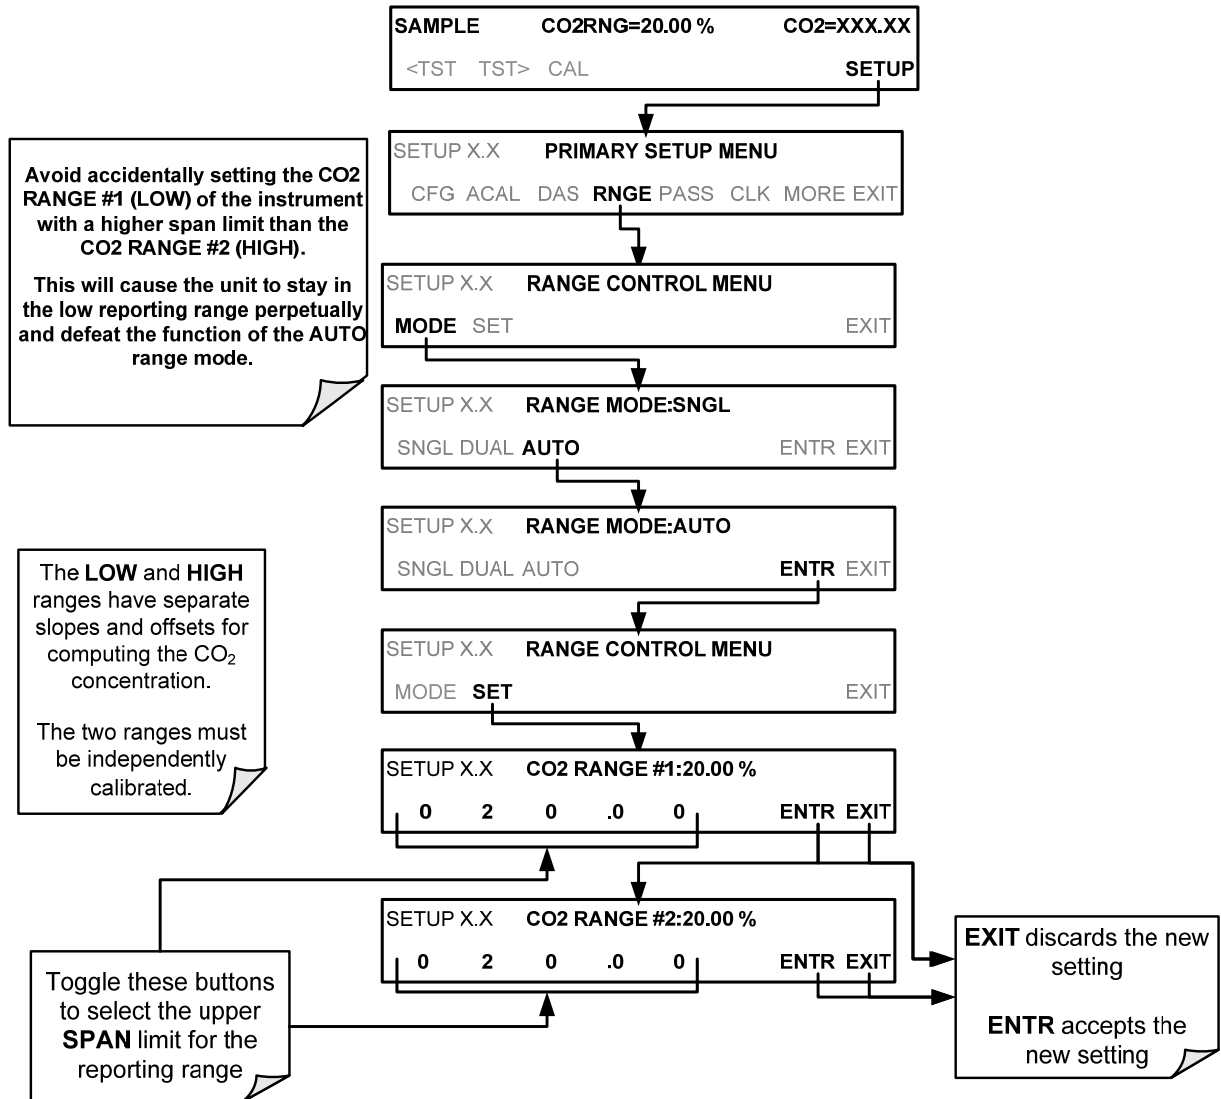 SAMPLE CO2RNG=20.00 % CO2=XXX.XX
<TST TST> CAL SETUP
SETUP X.X PRIMARY SETUP MENU
CFG ACAL DAS RNGE PASS CLK MORE EXIT
Avoid accidentally setting the CO2
RANGE #1 (LOW) of the instrument
with a higher span limit than the
CO2 RANGE #2 (HIGH).
This will cause the unit to stay in
the low reporting range perpetually
and defeat the function of the AUTO
range mode.
SETUP X.X RANGE CONTROL MENU
MODE SET EXIT
SETUP X.X RANGE MODE:SNGL
SNGL DUAL AUTO ENTR EXIT
SETUP X.X RANGE MODE:AUTO
SNGL DUAL AUTO ENTR EXIT
The LOW and HIGH
ranges have separate
slopes and offsets for
computing the CO₂
concentration.
The two ranges must
be independently
calibrated.
SETUP X.X RANGE CONTROL MENU
MODE SET EXIT
SETUP X.X CO2 RANGE #1:20.00 %
0 2 0 .0 0 ENTR EXIT
SETUP X.X CO2 RANGE #2:20.00 %
0 2 0 .0 0 ENTR EXIT
Toggle these buttons
to select the upper
SPAN limit for the
reporting range
EXIT discards the new
setting
ENTR accepts the
new setting